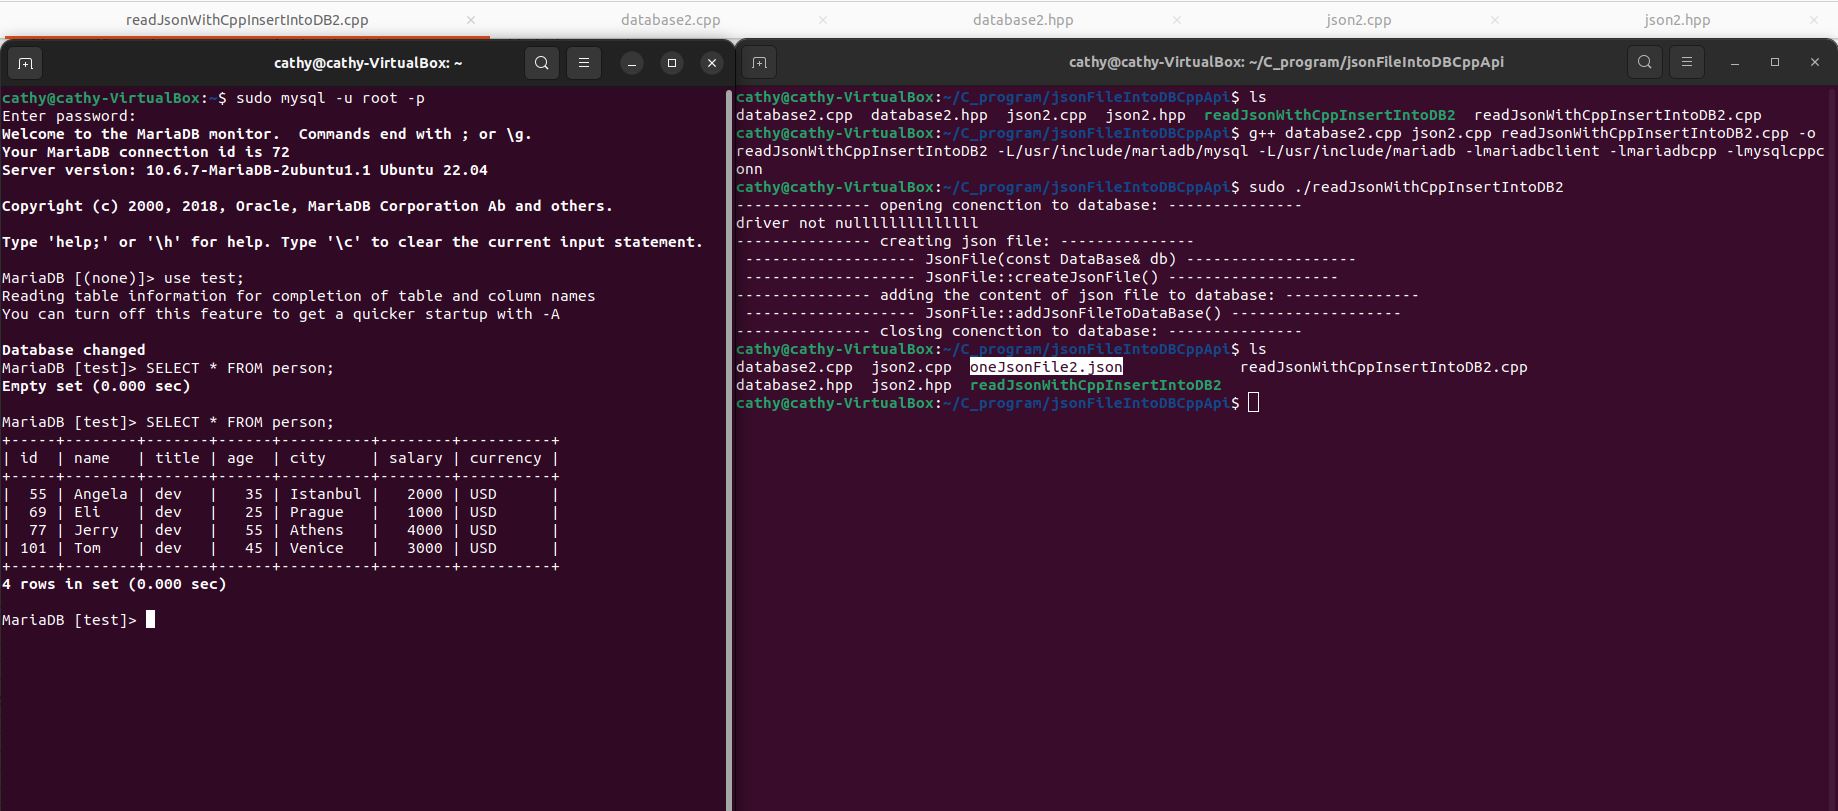 readJsonWithCppInsertIntoDB2.cpp × database2.cpp × database2.hpp × json2.cpp × json2.hpp ×
cathy@cathy-VirtualBox: ~
cathy@cathy-VirtualBox:~$ sudo mysql -u root -p
Enter password:
Welcome to the MariaDB monitor.  Commands end with ; or \g.
Your MariaDB connection id is 72
Server version: 10.6.7-MariaDB-2ubuntu1.1 Ubuntu 22.04
Copyright (c) 2000, 2018, Oracle, MariaDB Corporation Ab and others.
Type 'help;' or '\h' for help. Type '\c' to clear the current input statement.
MariaDB [(none)]> use test;
Reading table information for completion of table and column names
You can turn off this feature to get a quicker startup with -A
Database changed
MariaDB [test]> SELECT * FROM person;
Empty set (0.000 sec)
MariaDB [test]> SELECT * FROM person;
+-----+--------+-------+------+----------+--------+----------+
| id  | name   | title | age  | city     | salary | currency |
+-----+--------+-------+------+----------+--------+----------+
|  55 | Angela | dev   |   35 | Istanbul |   2000 | USD      |
|  69 | Eli    | dev   |   25 | Prague   |   1000 | USD      |
|  77 | Jerry  | dev   |   55 | Athens   |   4000 | USD      |
| 101 | Tom    | dev   |   45 | Venice   |   3000 | USD      |
+-----+--------+-------+------+----------+--------+----------+
4 rows in set (0.000 sec)
MariaDB [test]>
cathy@cathy-VirtualBox: ~/C_program/jsonFileIntoDBCppApi
cathy@cathy-VirtualBox:~/C_program/jsonFileIntoDBCppApi$ ls
database2.cpp  database2.hpp  json2.cpp  json2.hpp  readJsonWithCppInsertIntoDB2  readJsonWithCppInsertIntoDB2.cpp
cathy@cathy-VirtualBox:~/C_program/jsonFileIntoDBCppApi$ g++ database2.cpp json2.cpp readJsonWithCppInsertIntoDB2.cpp -o
readJsonWithCppInsertIntoDB2 -L/usr/include/mariadb/mysql -L/usr/include/mariadb -lmariadbclient -lmariadbcpp -lmysqlcppc
onn
cathy@cathy-VirtualBox:~/C_program/jsonFileIntoDBCppApi$ sudo ./readJsonWithCppInsertIntoDB2
--------------- opening conenction to database: ---------------
driver not nullllllllllllll
--------------- creating json file: ---------------
 ------------------- JsonFile(const DataBase& db) -------------------
 ------------------- JsonFile::createJsonFile() -------------------
--------------- adding the content of json file to database: ---------------
 ------------------- JsonFile::addJsonFileToDataBase() -------------------
--------------- closing conenction to database: ---------------
cathy@cathy-VirtualBox:~/C_program/jsonFileIntoDBCppApi$ ls
database2.cpp  json2.cpp  oneJsonFile2.json             readJsonWithCppInsertIntoDB2.cpp
database2.hpp  json2.hpp  readJsonWithCppInsertIntoDB2
cathy@cathy-VirtualBox:~/C_program/jsonFileIntoDBCppApi$